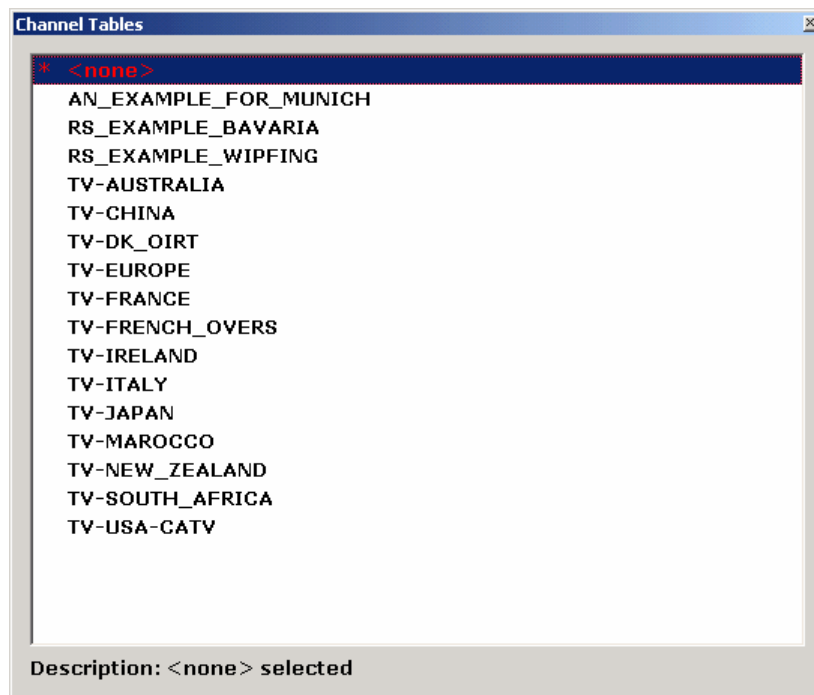 Channel Tables
* <none>
AN_EXAMPLE_FOR_MUNICH
RS_EXAMPLE_BAVARIA
RS_EXAMPLE_WIPFING
TV-AUSTRALIA
TV-CHINA
TV-DK_OIRT
TV-EUROPE
TV-FRANCE
TV-FRENCH_OVERS
TV-IRELAND
TV-ITALY
TV-JAPAN
TV-MAROCCO
TV-NEW_ZEALAND
TV-SOUTH_AFRICA
TV-USA-CATV
Description: <none> selected